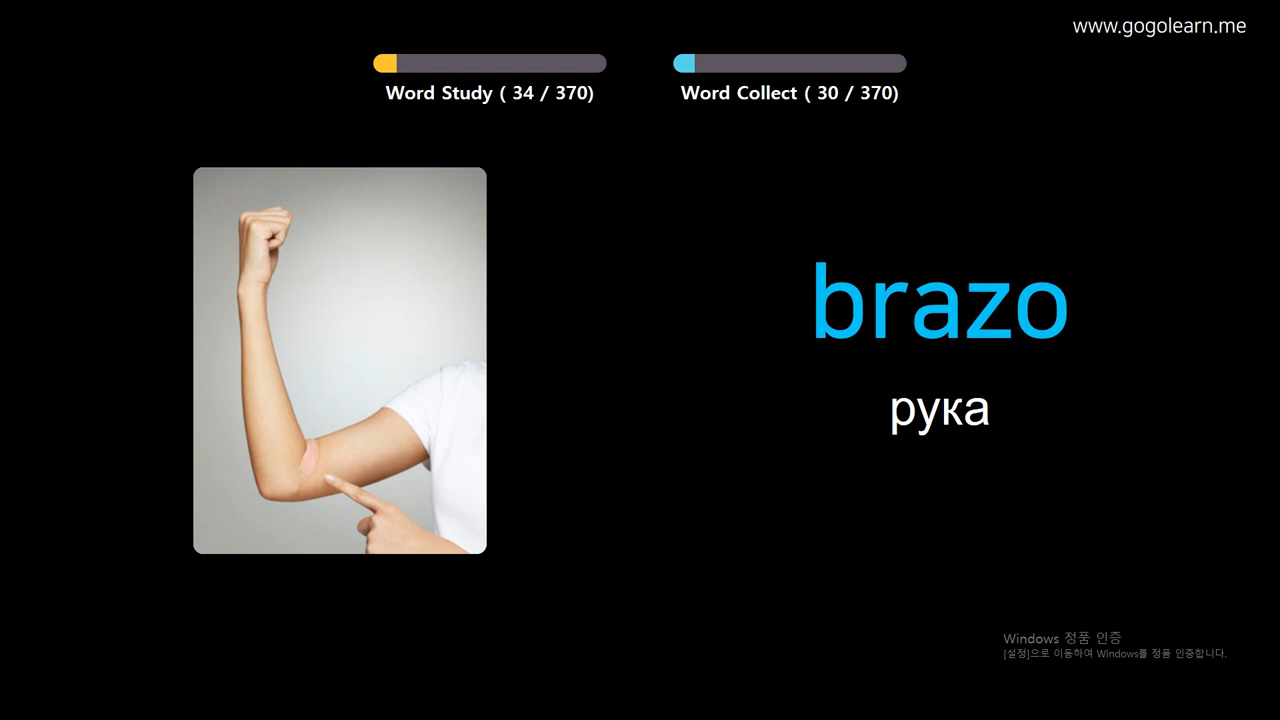 www.gogolearn.me
Word Study ( 34 / 370)
Word Collect ( 30 / 370)
brazo
рука
Windows 정품 인증
[설정]으로 이동하여 Windows를 정품 인증합니다.